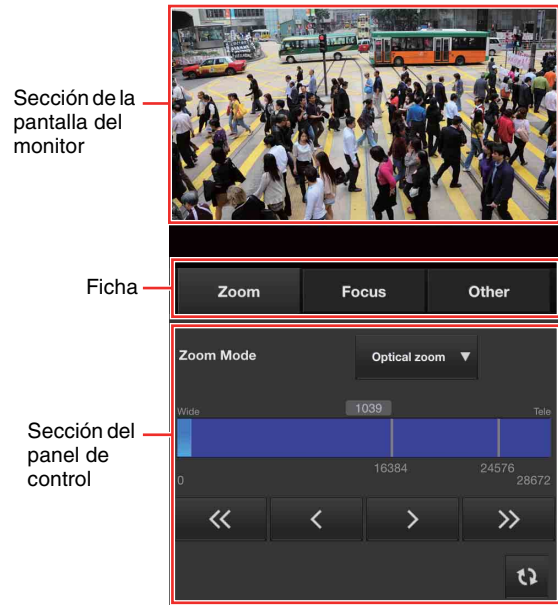 Sección de la
pantalla del
monitor
Ficha
Zoom Focus Other
Zoom Mode Optical zoom ▼
1039
Wide Tele
16384 24576
0 28672
Sección del
panel de
control